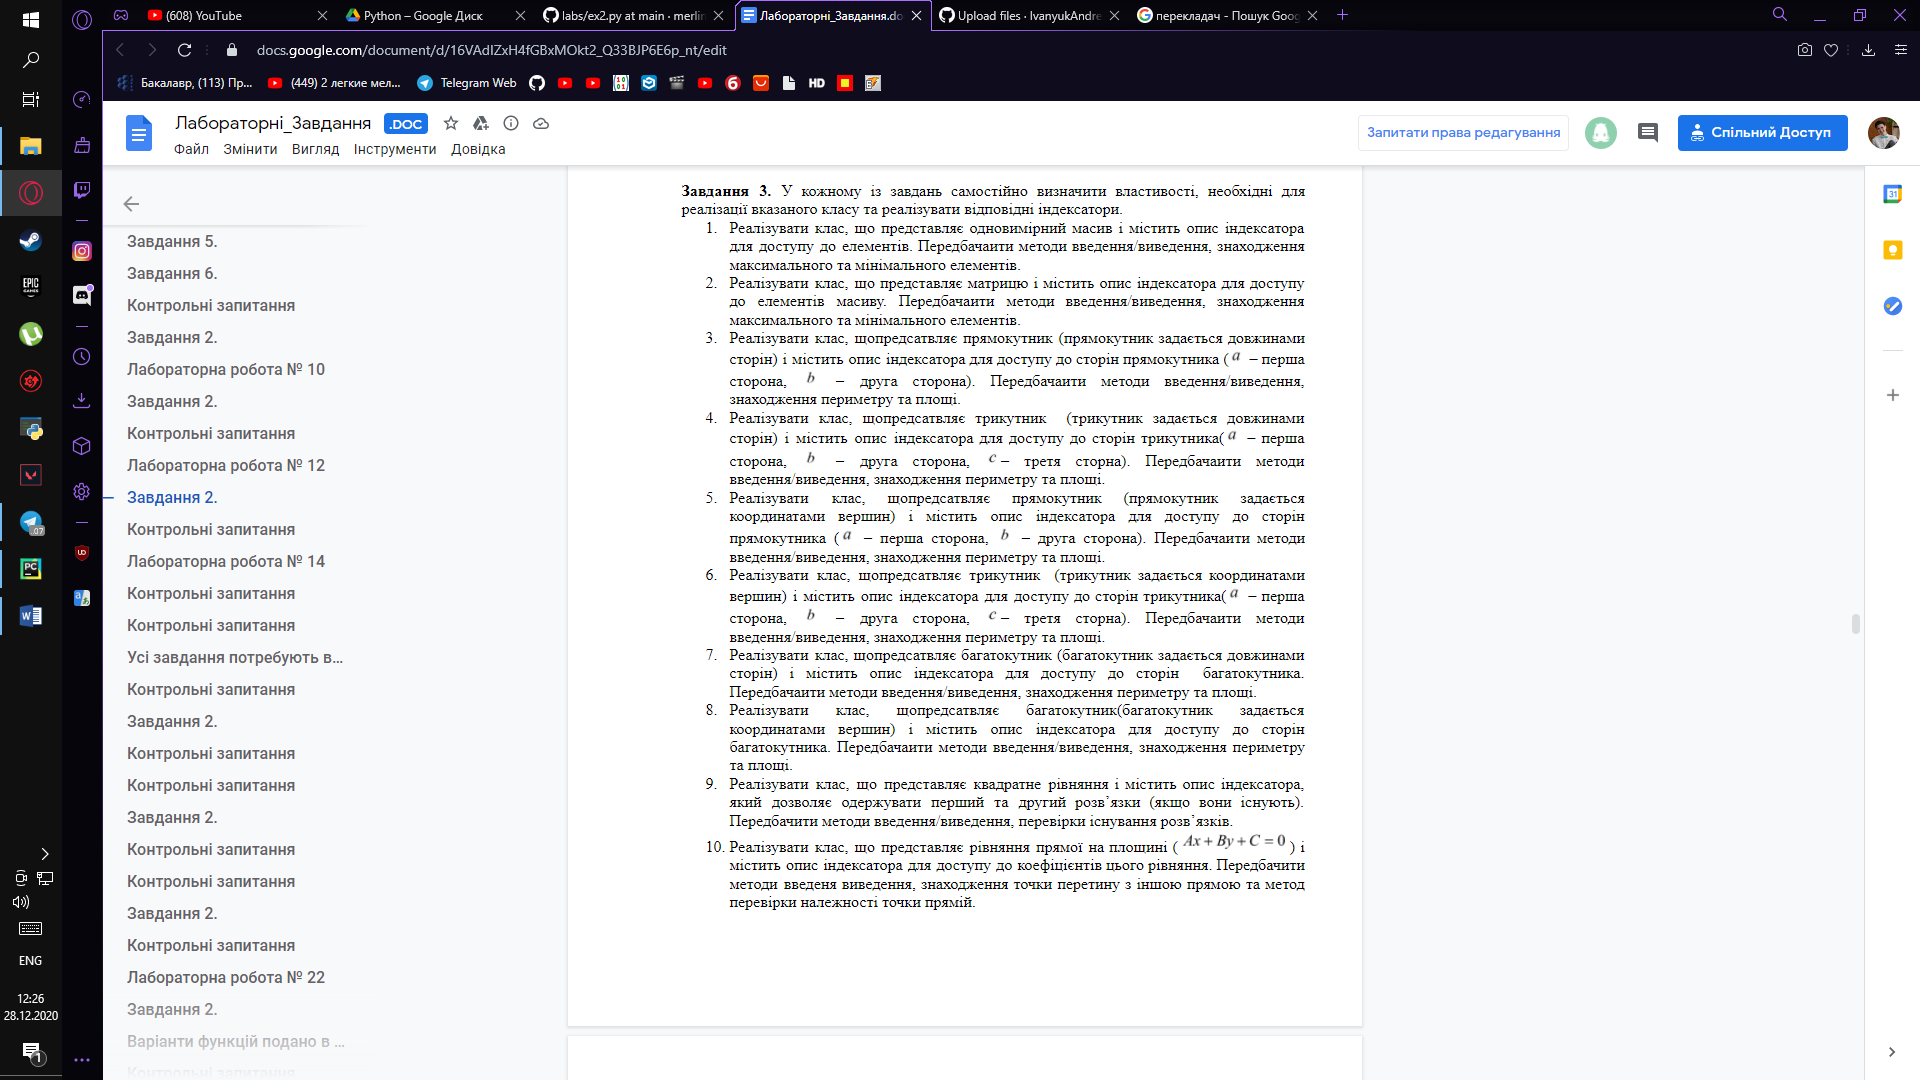 (608) YouTube
Python – Google Диск
labs/ex2.py at main · merlin
Лабораторні_Завдання.do
Upload files · IvanyukAndre
перекладач - Пошук Goog
docs.google.com/document/d/16VAdIZxH4fGBxMOkt2_Q33BJP6E6p_nt/edit
Бакалавр, (113) Пр...
(449) 2 легкие мел...
Telegram Web
HD
Лабораторні_Завдання
.DOC
Файл Змінити Вигляд Інструменти Довідка
Запитати права редагування
Спільний Доступ
Завдання 5.
Завдання 6.
Контрольні запитання
Завдання 2.
Лабораторна робота № 10
Завдання 2.
Контрольні запитання
Лабораторна робота № 12
Завдання 2.
Контрольні запитання
Лабораторна робота № 14
Контрольні запитання
Контрольні запитання
Усі завдання потребують в...
Контрольні запитання
Завдання 2.
Контрольні запитання
Контрольні запитання
Завдання 2.
Контрольні запитання
Контрольні запитання
Завдання 2.
Контрольні запитання
Лабораторна робота № 22
Завдання 2.
Варіанти функцій подано в ...
Контрольні запитання
Завдання 3. У кожному із завдань самостійно визначити властивості, необхідні для
реалізації вказаного класу та реалізувати відповідні індексатори.
1. Реалізувати клас, що представляє одновимірний масив і містить опис індексатора
для доступу до елементів. Передбачаити методи введення/виведення, знаходження
максимального та мінімального елементів.
2. Реалізувати клас, що представляє матрицю і містить опис індексатора для доступу
до елементів масиву. Передбачаити методи введення/виведення, знаходження
максимального та мінімального елементів.
3. Реалізувати клас, щопредсатвляє прямокутник (прямокутник задається довжинами
сторін) і містить опис індексатора для доступу до сторін прямокутника ( a – перша
сторона, b – друга сторона). Передбачаити методи введення/виведення,
знаходження периметру та площі.
4. Реалізувати клас, щопредсатвляє трикутник (трикутник задається довжинами
сторін) і містить опис індексатора для доступу до сторін трикутника( a – перша
сторона, b – друга сторона, c – третя сторна). Передбачаити методи
введення/виведення, знаходження периметру та площі.
5. Реалізувати клас, щопредсатвляє прямокутник (прямокутник задається
координатами вершин) і містить опис індексатора для доступу до сторін
прямокутника ( a – перша сторона, b – друга сторона). Передбачаити методи
введення/виведення, знаходження периметру та площі.
6. Реалізувати клас, щопредсатвляє трикутник (трикутник задається координатами
вершин) і містить опис індексатора для доступу до сторін трикутника( a – перша
сторона, b – друга сторона, c – третя сторна). Передбачаити методи
введення/виведення, знаходження периметру та площі.
7. Реалізувати клас, щопредсатвляє багатокутник (багатокутник задається довжинами
сторін) і містить опис індексатора для доступу до сторін багатокутника.
Передбачаити методи введення/виведення, знаходження периметру та площі.
8. Реалізувати клас, щопредсатвляє багатокутник(багатокутник задається
координатами вершин) і містить опис індексатора для доступу до сторін
багатокутника. Передбачаити методи введення/виведення, знаходження периметру
та площі.
9. Реалізувати клас, що представляє квадратне рівняння і містить опис індексатора,
який дозволяє одержувати перший та другий розв’язки (якщо вони існують).
Передбачити методи введення/виведення, перевірки існування розв’язків.
10. Реалізувати клас, що представляє рівняння прямої на площині ( Ax + By + C = 0 ) і
містить опис індексатора для доступу до коефіцієнтів цього рівняння. Передбачити
методи введеня виведення, знаходження точки перетину з іншою прямою та метод
перевірки належності точки прямій.
EPIC
GAMES
PC
ENG
12:26
28.12.2020
1
31